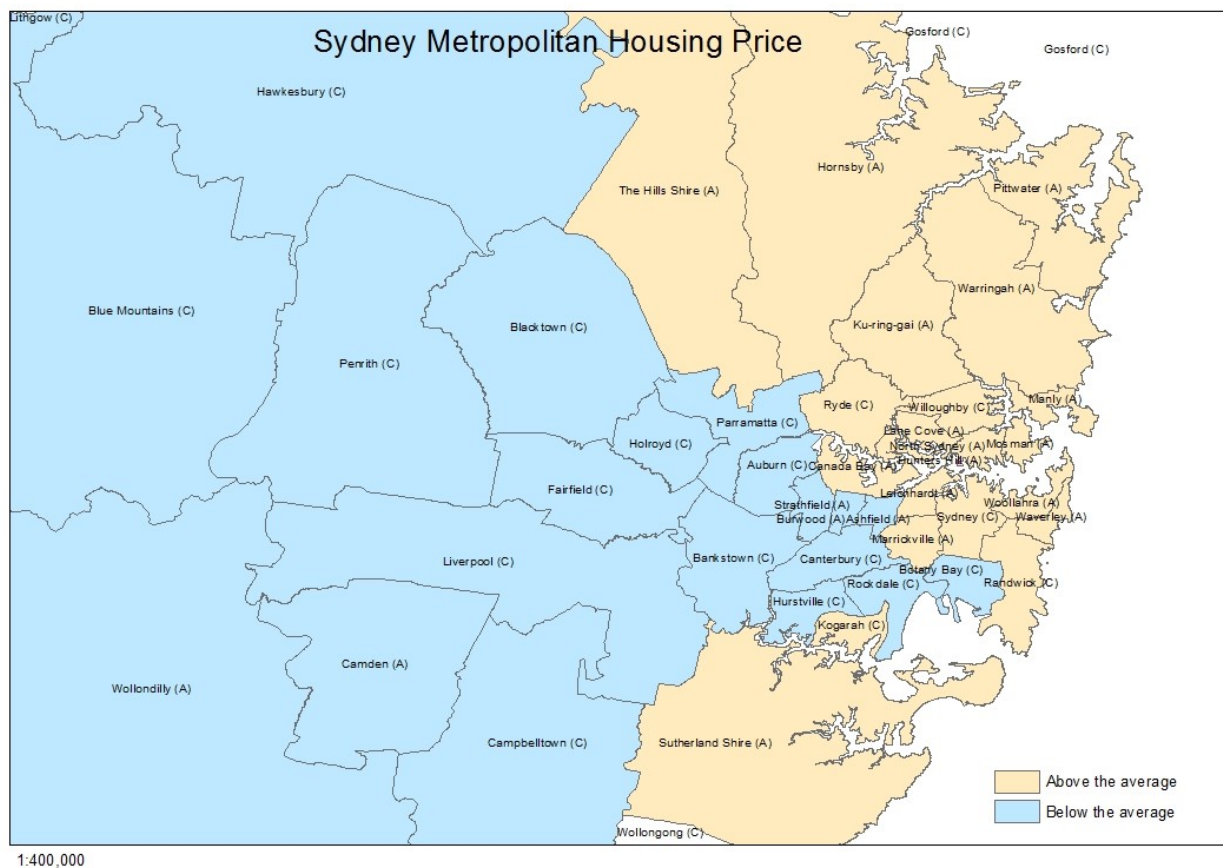 Lithgow (C)
Sydney Metropolitan Housing Price
Gosford (C)
Gosford (C)
Hawkesbury (C)
Hornsby (A)
The Hills Shire (A)
Pittwater (A)
Warringah (A)
Blue Mountains (C)
Blacktown (C)
Ku-ring-gai (A)
Penrith (C)
Manly (A)
Ryde (C)
Willoughby (C)
Parramatta (C)
Lane Cove (A)
Holroyd (C)
North Sydney (A)
Mosman (A)
Hunters Hill (A)
Auburn (C)
Canada Bay (A)
Fairfield (C)
Leichhardt (A)
Strathfield (A)
Woollahra (A)
Burwood (A)
Ashfield (A)
Sydney (C)
Waverley (A)
Marrickville (A)
Bankstown (C)
Canterbury (C)
Liverpool (C)
Botany Bay (C)
Rockdale (C)
Randwick (C)
Hurstville (C)
Kogarah (C)
Camden (A)
Wollondilly (A)
Campbelltown (C)
Sutherland Shire (A)
Above the average
Below the average
Wollongong (C)
1:400,000